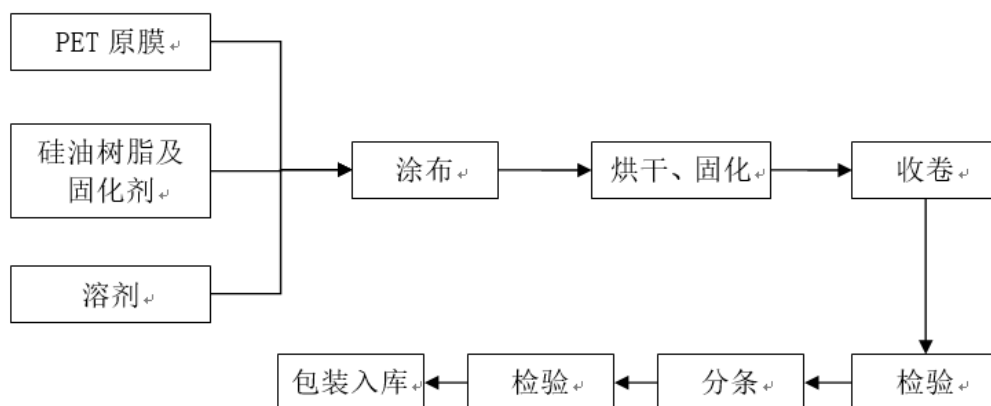 PET 原膜
硅油树脂及
固化剂
溶剂
涂布
烘干、固化
收卷
包装入库
检验
分条
检验